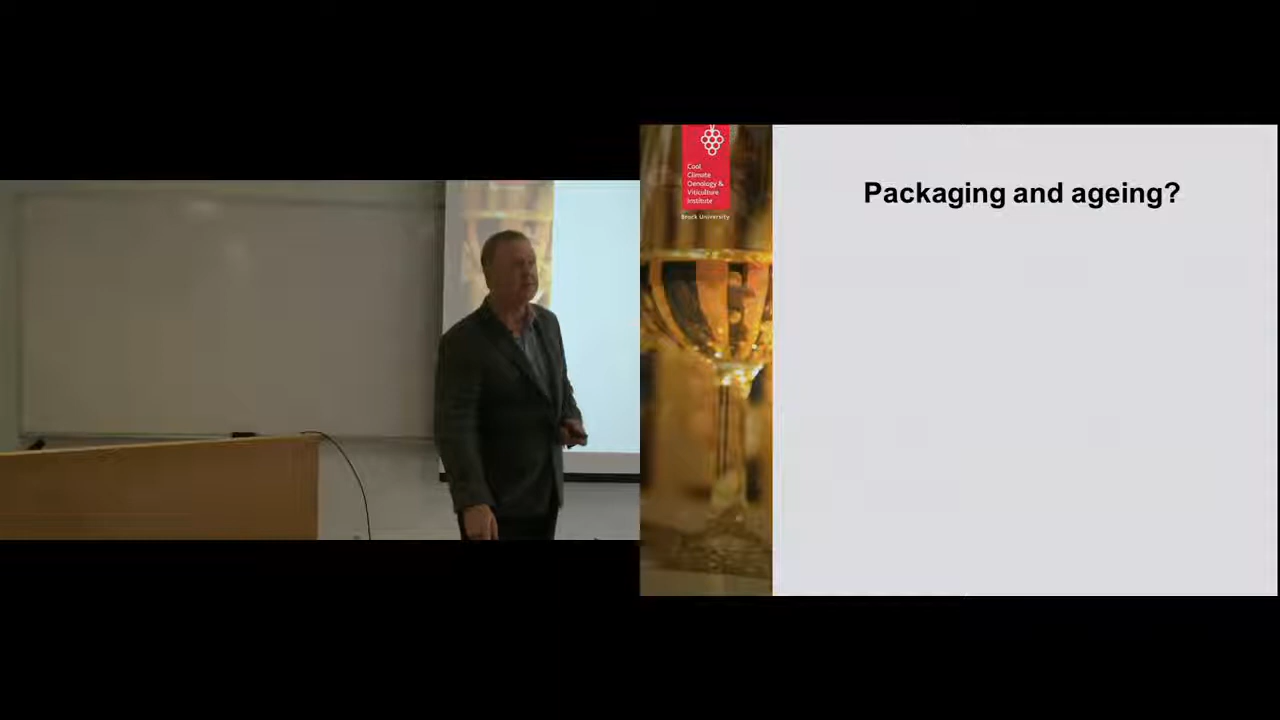 Cool
Climate
Oenology &
Viticulture
Institute
Brock University
Packaging and ageing?